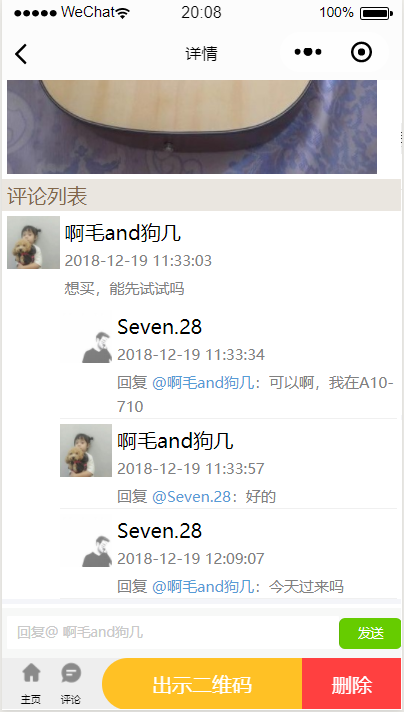 WeChat 20:08 100%
详情
评论列表
啊毛and狗几
2018-12-19 11:33:03
想买，能先试试吗
Seven.28
2018-12-19 11:33:34
回复 @啊毛and狗几：可以啊，我在A10-
710
啊毛and狗几
2018-12-19 11:33:57
回复 @Seven.28：好的
Seven.28
2018-12-19 12:09:07
回复 @啊毛and狗几：今天过来吗
回复@ 啊毛and狗几 发送
主页 评论 出示二维码 删除